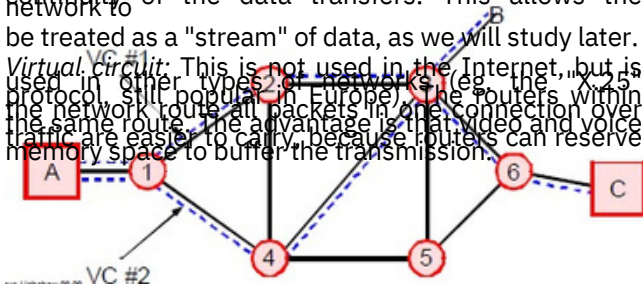 network to
be treated as a "stream" of data, as we will study later.
Virtual circuit: This is not used in the Internet, but is
used in other types of networks (eg. the "X.25"
protocol, still popular in Europe). The routers within
the network route all packets in one connection over
the same route. The advantage is that video and voice
traffic are easier to carry, because routers can reserve
memory space to buffer the transmission.
B
VC #1
2
A
1
6
C
4
5
VC #2